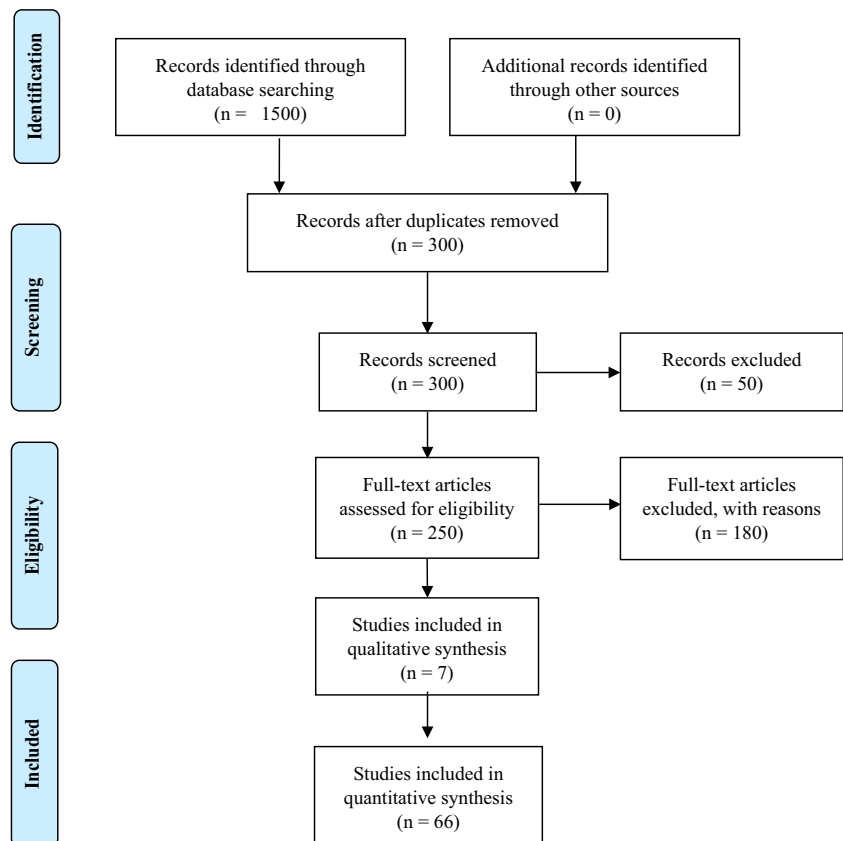 Identification
Records identified through
database searching
(n =   1500)
Additional records identified
through other sources
(n = 0)
Records after duplicates removed
(n = 300)
Screening
Records screened
(n = 300)
Records excluded
(n = 50)
Eligibility
Full-text articles
assessed for eligibility
(n = 250)
Full-text articles
excluded, with reasons
(n = 180)
Studies included in
qualitative synthesis
(n = 7)
Included
Studies included in
quantitative synthesis
(n = 66)